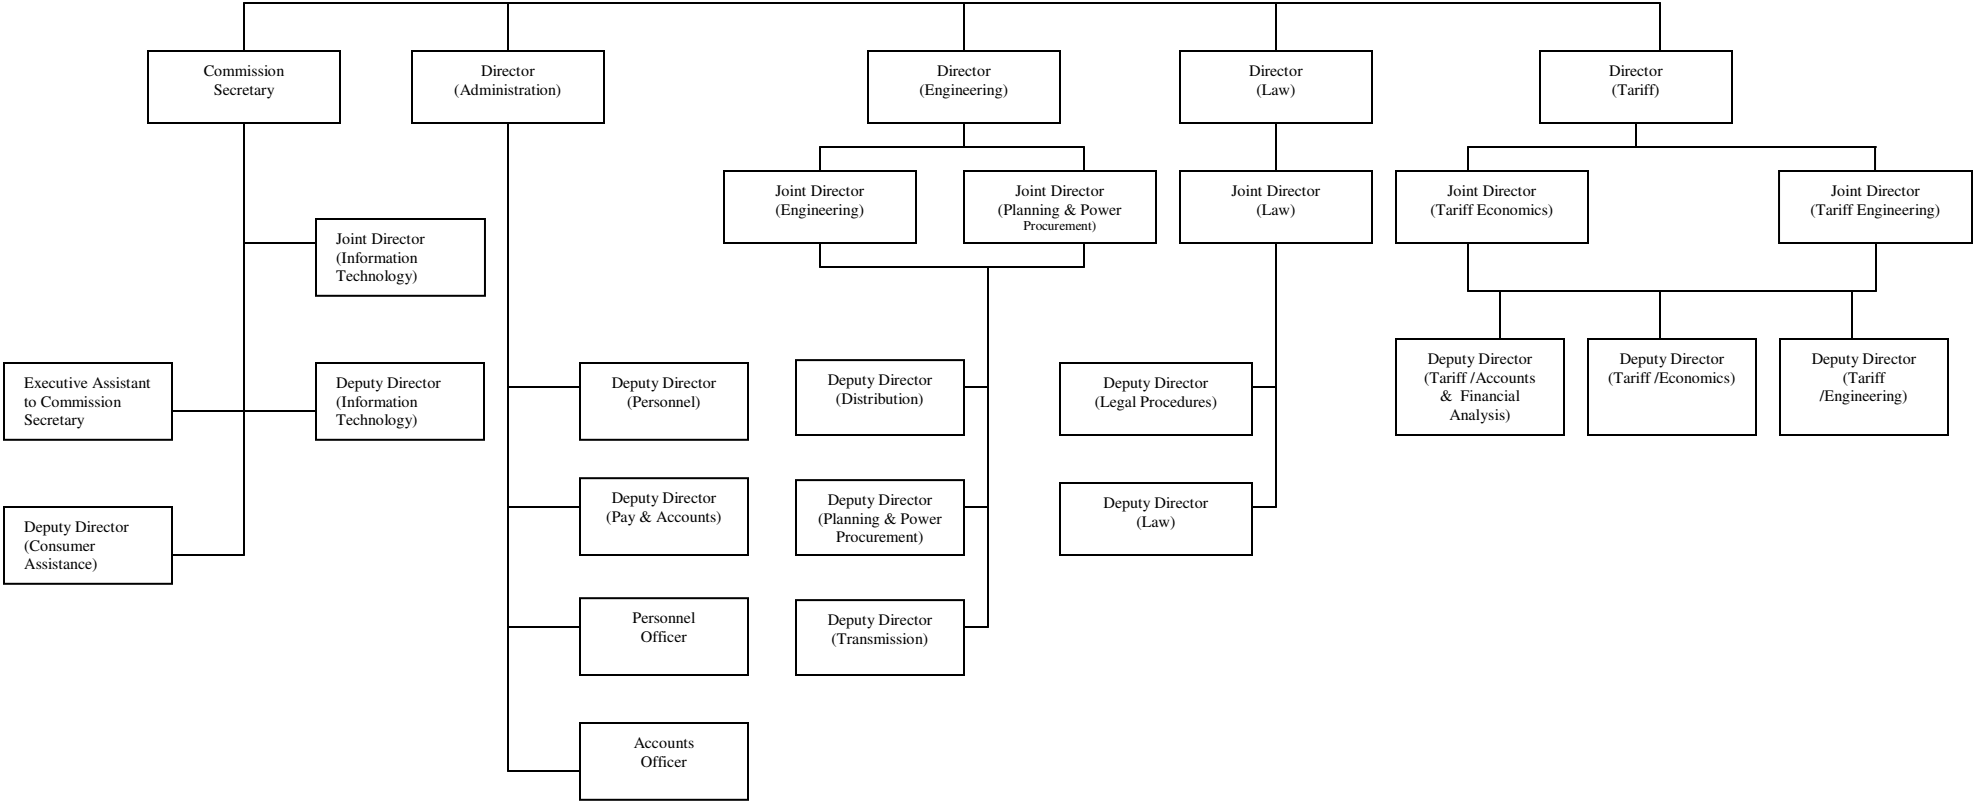 Commission
Secretary
Director
(Administration)
Director
(Engineering)
Director
(Law)
Director
(Tariff)
Joint Director
(Engineering)
Joint Director
(Planning & Power
Procurement)
Joint Director
(Law)
Joint Director
(Tariff Economics)
Joint Director
(Tariff Engineering)
Joint Director
(Information
Technology)
Executive Assistant
to Commission
Secretary
Deputy Director
(Information
Technology)
Deputy Director
(Personnel)
Deputy Director
(Distribution)
Deputy Director
(Legal Procedures)
Deputy Director
(Tariff /Accounts
& Financial
Analysis)
Deputy Director
(Tariff /Economics)
Deputy Director
(Tariff
/Engineering)
Deputy Director
(Consumer
Assistance)
Deputy Director
(Pay & Accounts)
Deputy Director
(Planning & Power
Procurement)
Deputy Director
(Law)
Personnel
Officer
Deputy Director
(Transmission)
Accounts
Officer